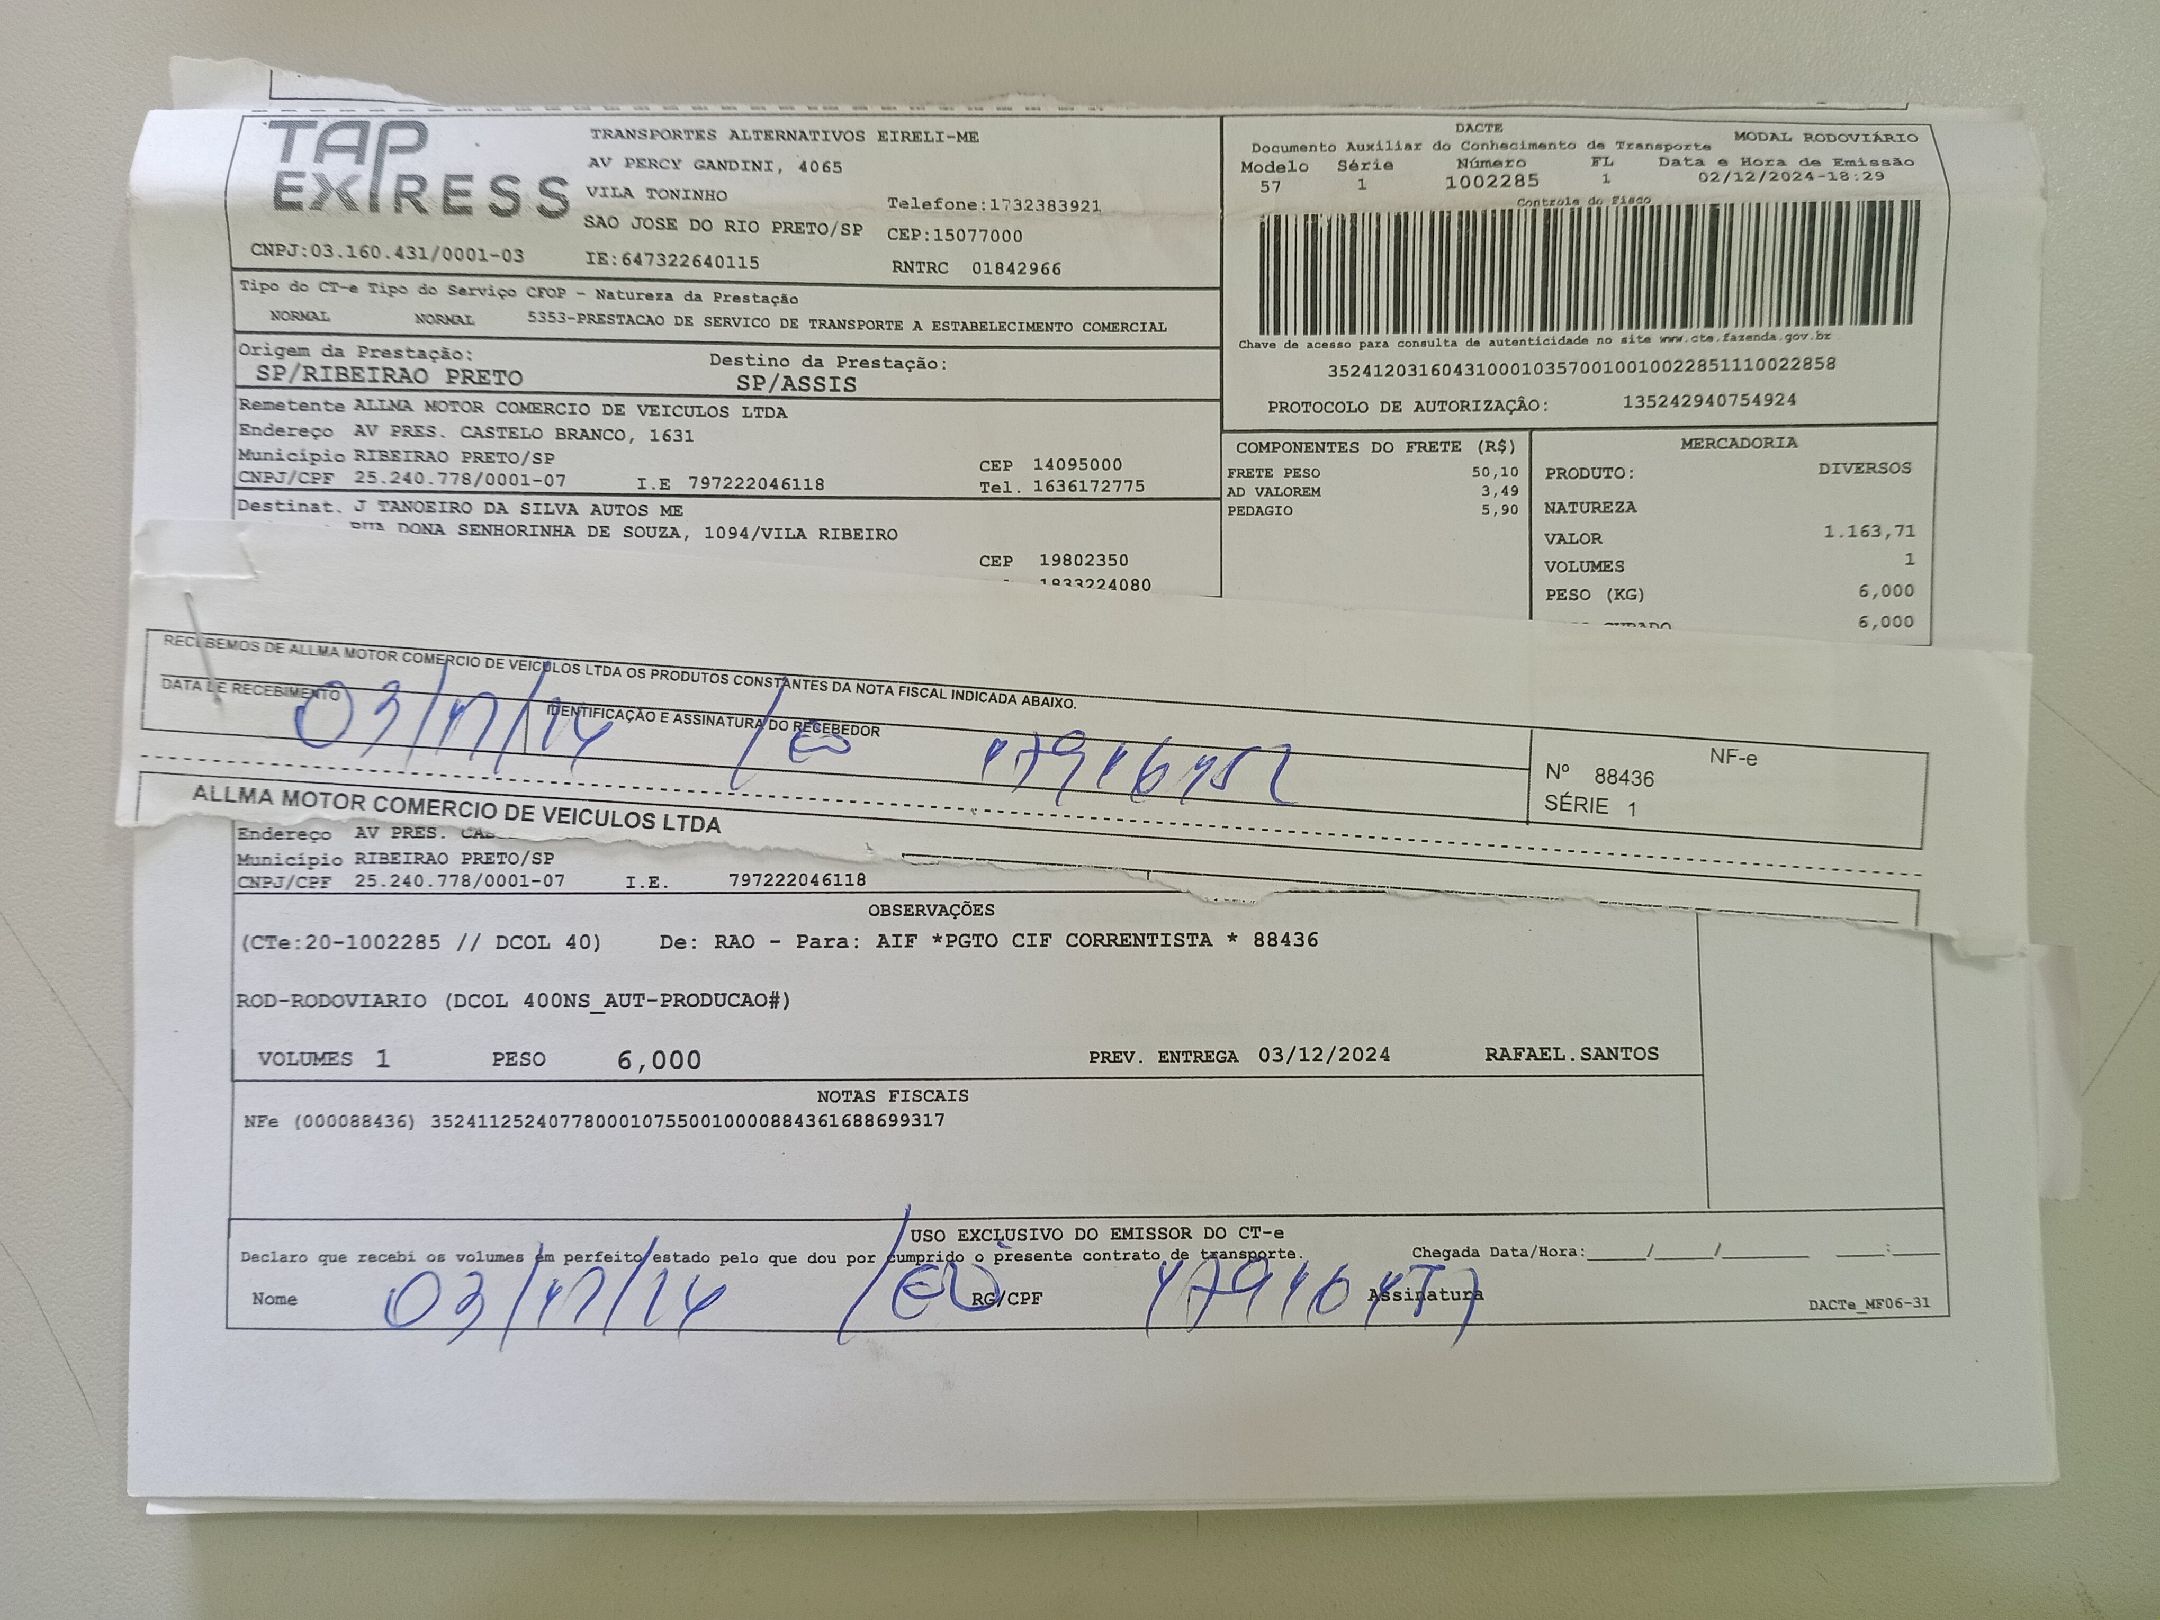 TAP EXPRESS
TRANSPORTES ALTERNATIVOS EIRELI-ME
AV PERCY GANDINI, 4065
VILA TONINHO
Telefone:1732383921
SAO JOSE DO RIO PRETO/SP CEP:15077000
CNPJ:03.160.431/0001-03 IE:647322640115 RNTRC 01842966
DACTE
MODAL RODOVIÁRIO
Documento Auxiliar do Conhecimento de Transporte
Modelo Série Número FL Data e Hora de Emissão
57 1 1002285 1 02/12/2024-18:29
Controle do Fisco
Chave de acesso para consulta de autenticidade no site www.cte.fazenda.gov.br
35241203160431000103570010010022851110022858
PROTOCOLO DE AUTORIZAÇÃO: 135242940754924
Tipo do CT-e Tipo do Serviço CFOP - Natureza da Prestação
NORMAL NORMAL 5353-PRESTACAO DE SERVICO DE TRANSPORTE A ESTABELECIMENTO COMERCIAL
Origem da Prestação: Destino da Prestação:
SP/RIBEIRAO PRETO SP/ASSIS
Remetente ALLMA MOTOR COMERCIO DE VEICULOS LTDA
Endereço AV PRES. CASTELO BRANCO, 1631
Município RIBEIRAO PRETO/SP CEP 14095000
CNPJ/CPF 25.240.778/0001-07 I.E 797222046118 Tel. 1636172775
Destinat. J TANOEIRO DA SILVA AUTOS ME
RUA DONA SENHORINHA DE SOUZA, 1094/VILA RIBEIRO
CEP 19802350
1833224080
COMPONENTES DO FRETE (R$)
FRETE PESO 50,10
AD VALOREM 3,49
PEDAGIO 5,90
MERCADORIA
PRODUTO: DIVERSOS
NATUREZA
VALOR 1.163,71
VOLUMES 1
PESO (KG) 6,000
CUBADO 6,000
RECEBEMOS DE ALLMA MOTOR COMERCIO DE VEICULOS LTDA OS PRODUTOS CONSTANTES DA NOTA FISCAL INDICADA ABAIXO.
DATA DE RECEBIMENTO
IDENTIFICAÇÃO E ASSINATURA DO RECEBEDOR
NF-e
Nº 88436
SÉRIE 1
ALLMA MOTOR COMERCIO DE VEICULOS LTDA
Endereço AV PRES.
Município RIBEIRAO PRETO/SP
CNPJ/CPF 25.240.778/0001-07 I.E. 797222046118
OBSERVAÇÕES
(CTe:20-1002285 // DCOL 40) De: RAO - Para: AIF *PGTO CIF CORRENTISTA * 88436
ROD-RODOVIARIO (DCOL 400NS_AUT-PRODUCAO#)
VOLUMES 1 PESO 6,000 PREV. ENTREGA 03/12/2024 RAFAEL.SANTOS
NOTAS FISCAIS
NFe (000088436) 35241125240778000107550010000884361688699317
USO EXCLUSIVO DO EMISSOR DO CT-e
Declaro que recebi os volumes em perfeito estado pelo que dou por cumprido o presente contrato de transporte. Chegada Data/Hora:_____/_____/________ ____:____
Nome RG/CPF Assinatura
DACTe_MF06-31